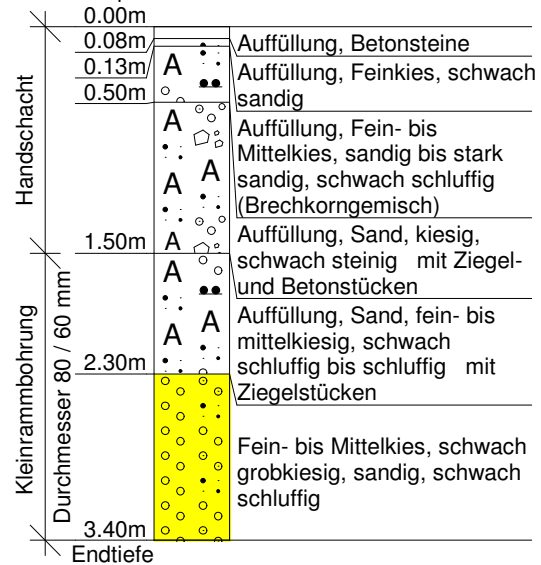 0.00m
0.08m
Auffüllung, Betonsteine
0.13m
A
Auffüllung, Feinkies, schwach
sandig
0.50m
A
Auffüllung, Fein- bis
Mittelkies, sandig bis stark
sandig, schwach schluffig
(Brechkorngemisch)
A
A
Handschacht
A
1.50m
Auffüllung, Sand, kiesig,
schwach steinig mit Ziegel-
und Betonstücken
A
Auffüllung, Sand, fein- bis
mittelkiesig, schwach
schluffig bis schluffig mit
Ziegelstücken
A
A
2.30m
Kleinrammbohrung
Durchmesser 80 / 60 mm
Fein- bis Mittelkies, schwach
grobkiesig, sandig, schwach
schluffig
3.40m
Endtiefe